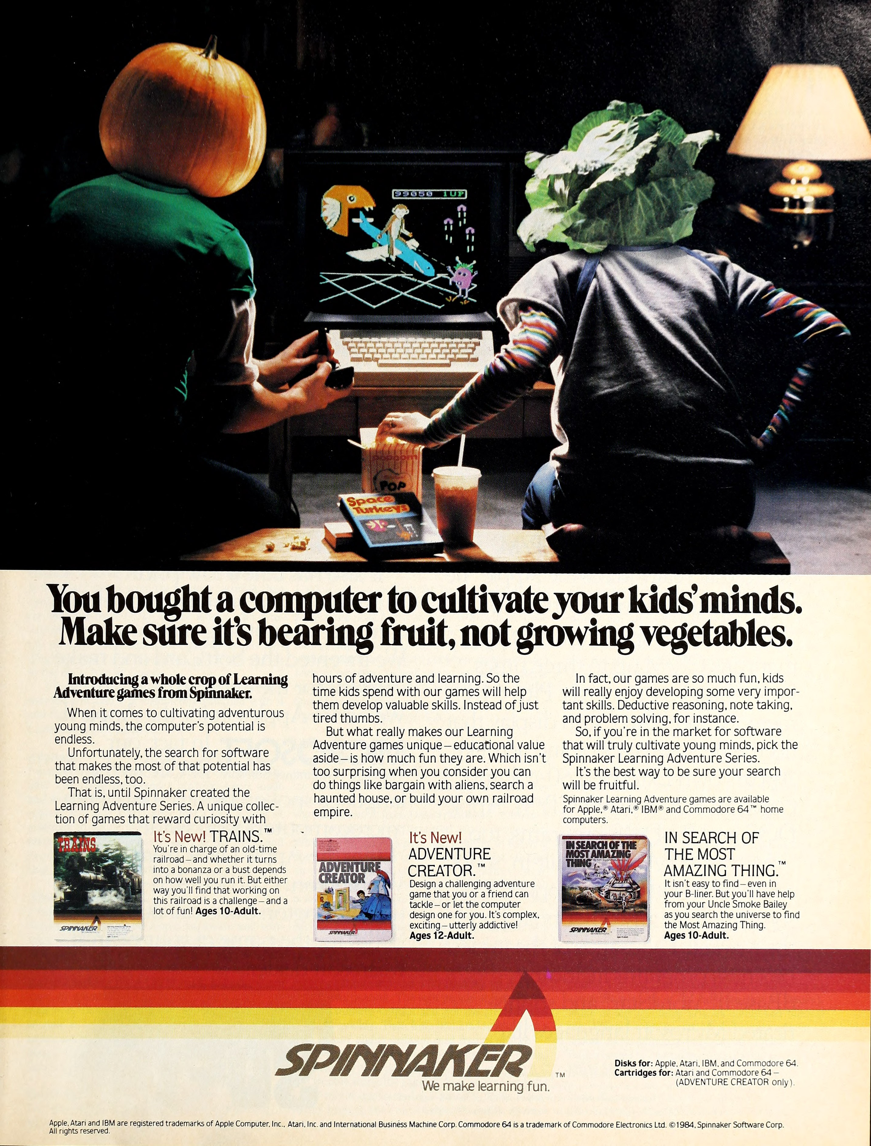 99050 1UP
POP
Space
Turkeys
You bought a computer to cultivate your kids' minds.
Make sure it's bearing fruit, not growing vegetables.
Introducing a whole crop of Learning
Adventure games from Spinnaker.
When it comes to cultivating adventurous
young minds, the computer's potential is
endless.
Unfortunately, the search for software
that makes the most of that potential has
been endless, too.
That is, until Spinnaker created the
Learning Adventure Series. A unique collec-
tion of games that reward curiosity with
hours of adventure and learning. So the
time kids spend with our games will help
them develop valuable skills. Instead of just
tired thumbs.
But what really makes our Learning
Adventure games unique – educational value
aside – is how much fun they are. Which isn't
too surprising when you consider you can
do things like bargain with aliens, search a
haunted house, or build your own railroad
empire.
In fact, our games are so much fun, kids
will really enjoy developing some very impor-
tant skills. Deductive reasoning, note taking,
and problem solving, for instance.
So, if you're in the market for software
that will truly cultivate young minds, pick the
Spinnaker Learning Adventure Series.
It's the best way to be sure your search
will be fruitful.
Spinnaker Learning Adventure games are available
for Apple,® Atari,® IBM® and Commodore 64™ home
computers.
TRAINS
SPINNAKER
It's New! TRAINS.™
You're in charge of an old-time
railroad – and whether it turns
into a bonanza or a bust depends
on how well you run it. But either
way you'll find that working on
this railroad is a challenge – and a
lot of fun! Ages 10-Adult.
ADVENTURE
CREATOR
SPINNAKER
It's New!
ADVENTURE
CREATOR.™
Design a challenging adventure
game that you or a friend can
tackle – or let the computer
design one for you. It's complex,
exciting – utterly addictive!
Ages 12-Adult.
IN SEARCH OF THE
MOST AMAZING
THING
SPINNAKER
IN SEARCH OF
THE MOST
AMAZING THING.™
It isn't easy to find – even in
your B-liner. But you'll have help
from your Uncle Smoke Bailey
as you search the universe to find
the Most Amazing Thing.
Ages 10-Adult.
SPINNAKER™
We make learning fun.
Disks for: Apple, Atari, IBM, and Commodore 64.
Cartridges for: Atari and Commodore 64 –
(ADVENTURE CREATOR only).
Apple, Atari and IBM are registered trademarks of Apple Computer, Inc., Atari, Inc. and International Business Machine Corp. Commodore 64 is a trademark of Commodore Electronics Ltd. ©1984, Spinnaker Software Corp.
All rights reserved.